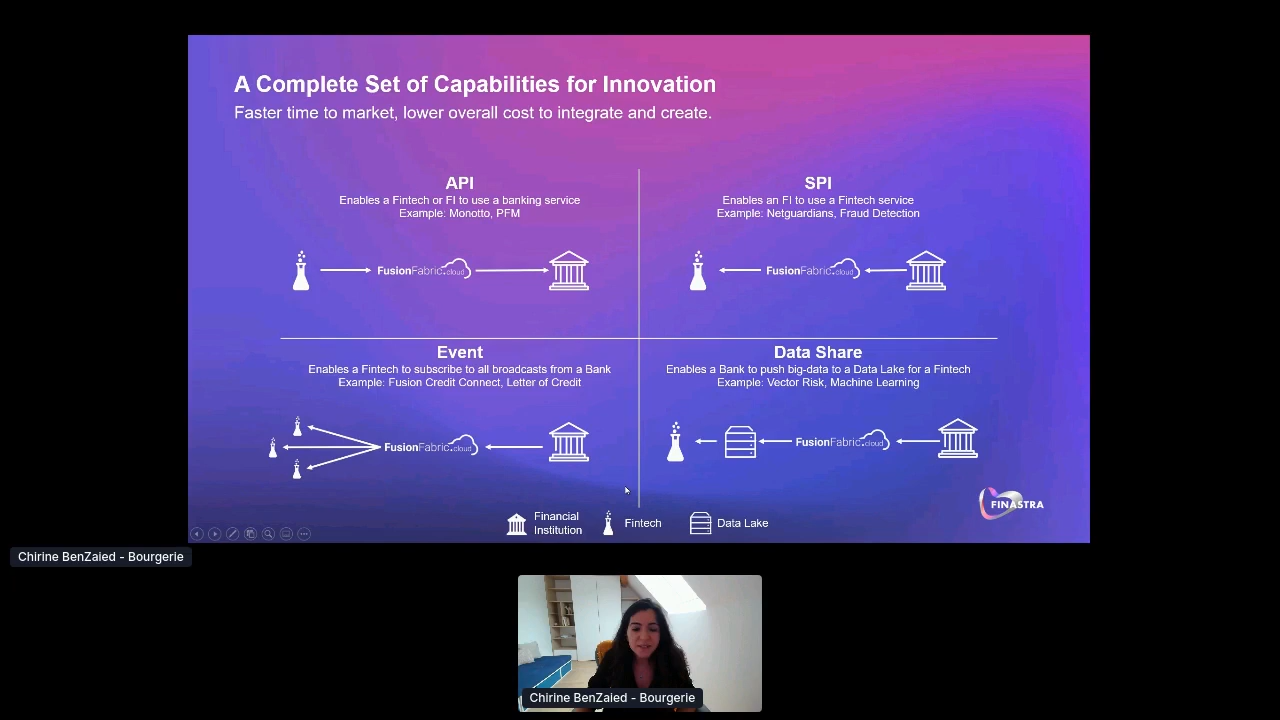 A Complete Set of Capabilities for Innovation
Faster time to market, lower overall cost to integrate and create.
API
Enables a Fintech or FI to use a banking service
Example: Monotto, PFM
FusionFabric.cloud
SPI
Enables an FI to use a Fintech service
Example: Netguardians, Fraud Detection
FusionFabric.cloud
Event
Enables a Fintech to subscribe to all broadcasts from a Bank
Example: Fusion Credit Connect, Letter of Credit
FusionFabric.cloud
Data Share
Enables a Bank to push big-data to a Data Lake for a Fintech
Example: Vector Risk, Machine Learning
FusionFabric.cloud
Financial
Institution
Fintech
Data Lake
FINASTRA
Chirine BenZaied - Bourgerie
Chirine BenZaied - Bourgerie